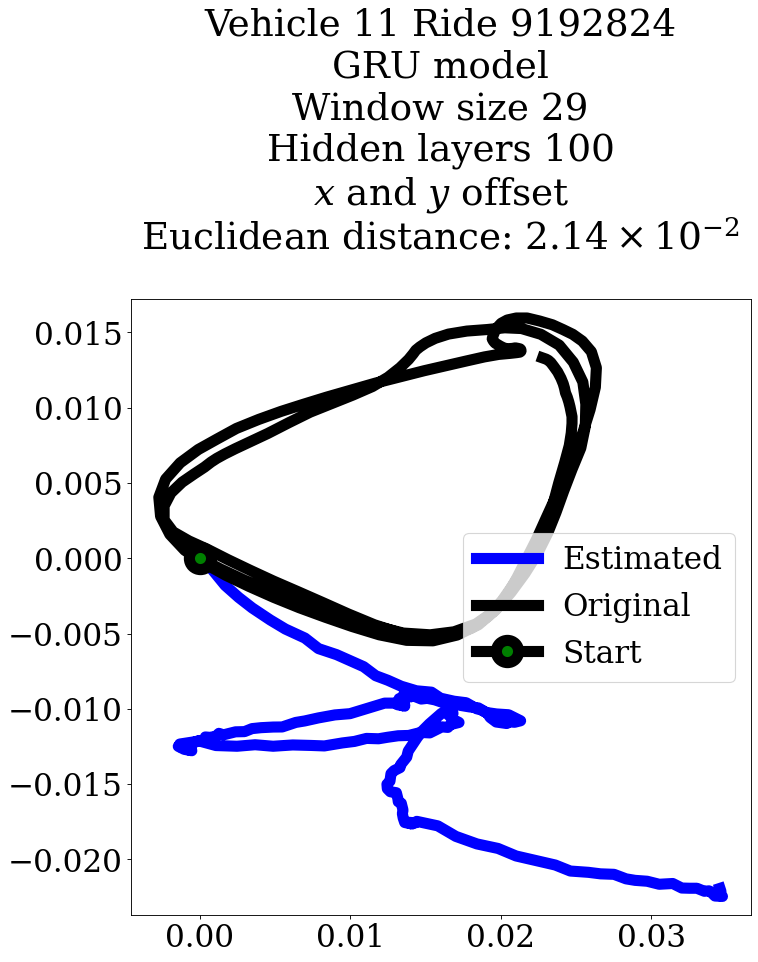 Vehicle 11 Ride 9192824
GRU model
Window size 29
Hidden layers 100
x and y offset
Euclidean distance: 2.14 × 10⁻²
0.015
0.010
0.005
0.000
−0.005
−0.010
−0.015
−0.020
Estimated
Original
Start
0.00 0.01 0.02 0.03